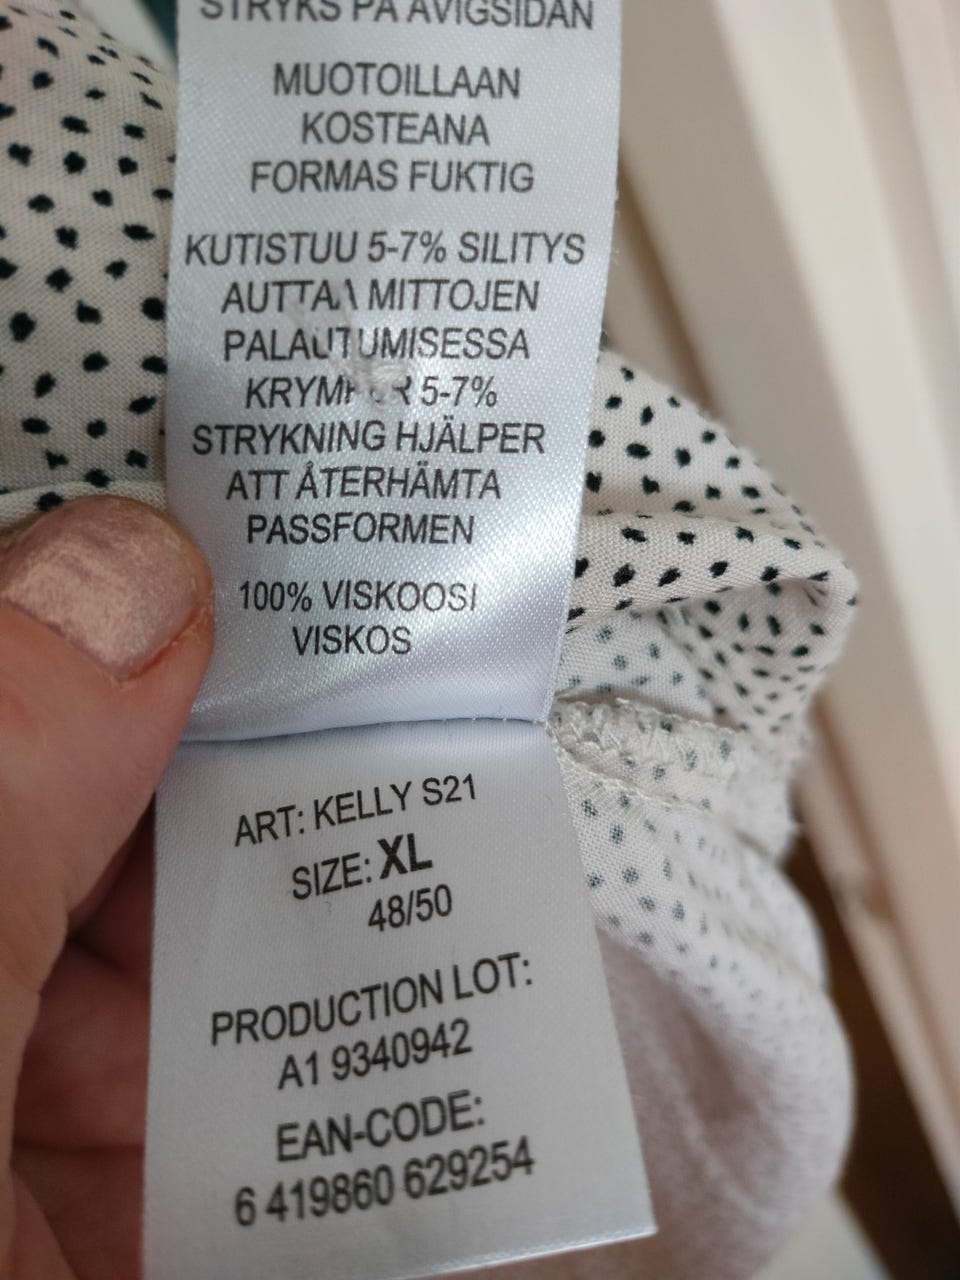 STRYKS PÅ AVIGSIDAN
MUOTOILLAAN
KOSTEANA
FORMAS FUKTIG
KUTISTUU 5-7% SILITYS
AUTTAA MITTOJEN
PALAUTUMISESSA
KRYMPER 5-7%
STRYKNING HJÄLPER
ATT ÅTERHÄMTA
PASSFORMEN
100% VISKOOSI
VISKOS
ART: KELLY S21
SIZE: XL
48/50
PRODUCTION LOT:
A1 9340942
EAN-CODE:
6 419860 629254